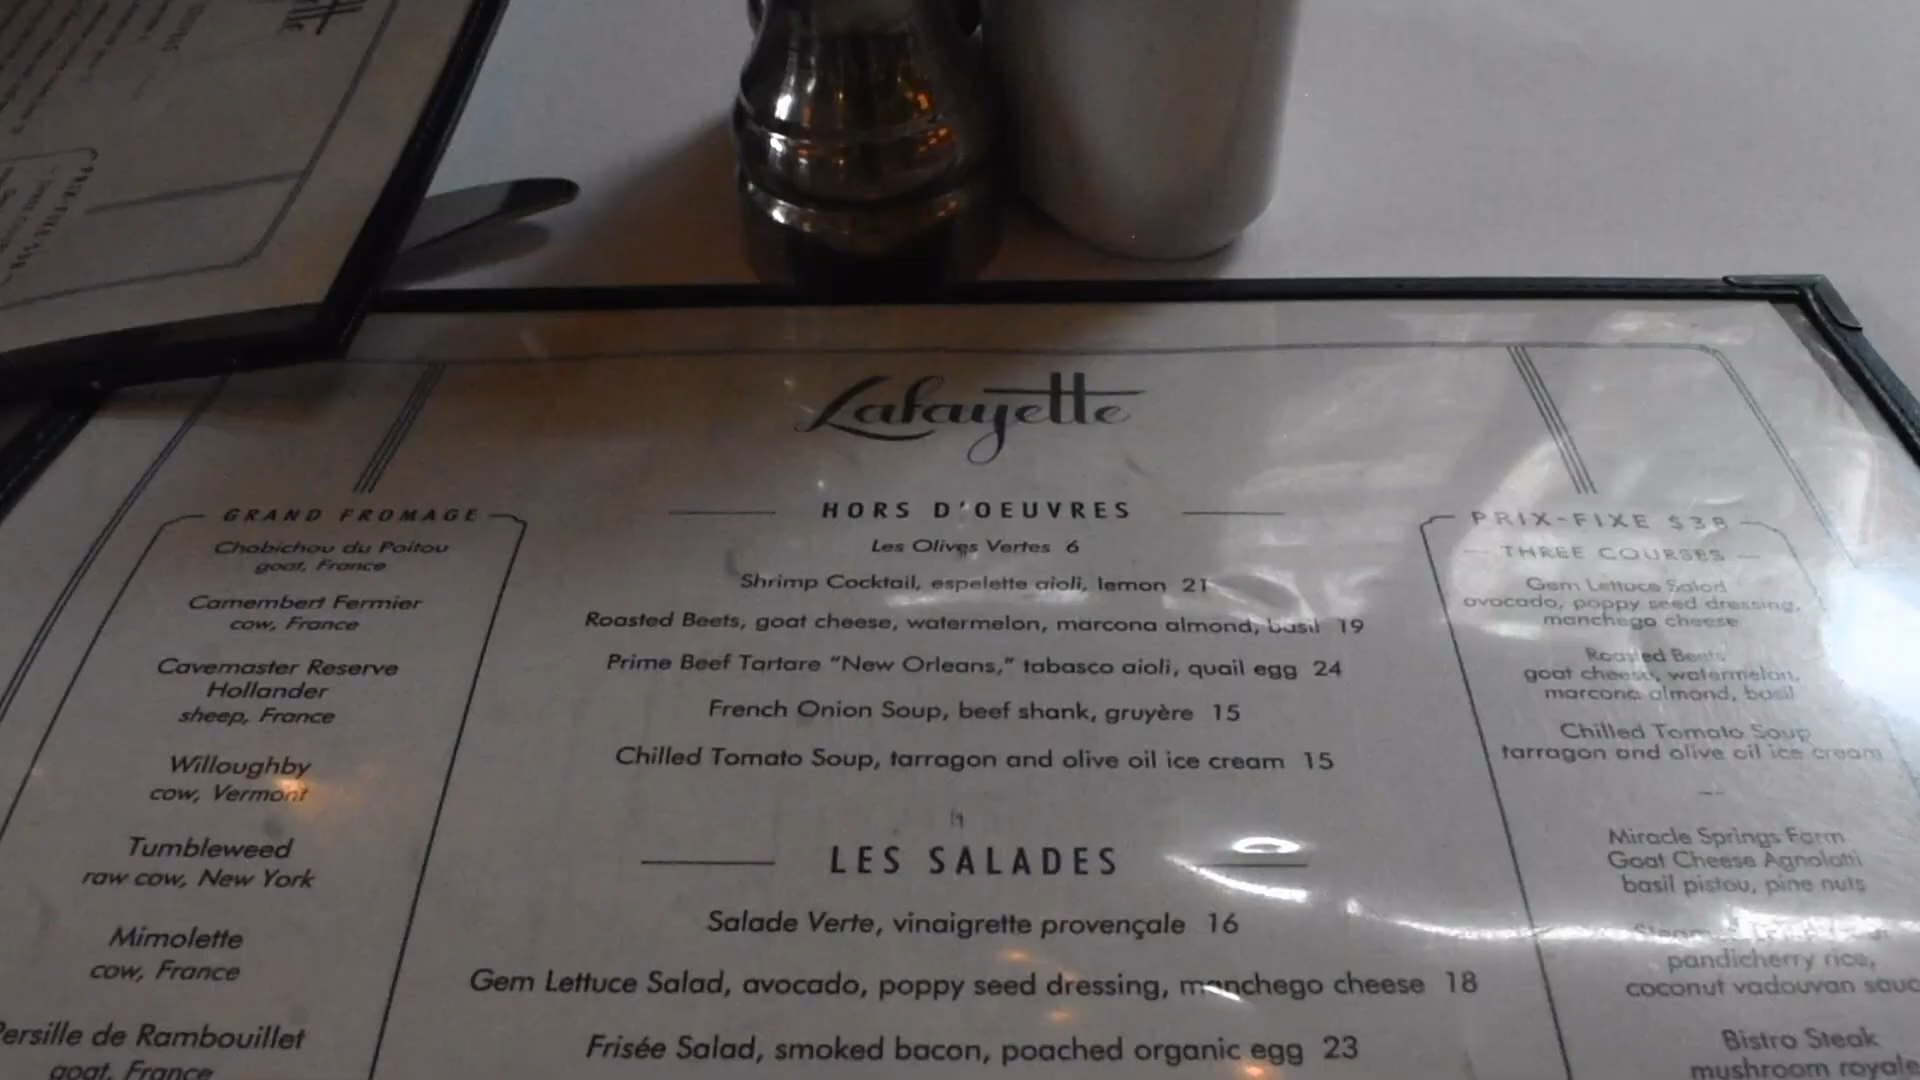 Lafayette
GRAND FROMAGE
Chabichou du Poitou
goat, France
Camembert Fermier
cow, France
Cavemaster Reserve
Hollander
sheep, France
Willoughby
cow, Vermont
Tumbleweed
raw cow, New York
Mimolette
cow, France
Persille de Rambouillet
goat, France
HORS D'OEUVRES
Les Olives Vertes 6
Shrimp Cocktail, espelette aioli, lemon 21
Roasted Beets, goat cheese, watermelon, marcona almond, basil 19
Prime Beef Tartare "New Orleans," tabasco aioli, quail egg 24
French Onion Soup, beef shank, gruyère 15
Chilled Tomato Soup, tarragon and olive oil ice cream 15
LES SALADES
Salade Verte, vinaigrette provençale 16
Gem Lettuce Salad, avocado, poppy seed dressing, manchego cheese 18
Frisée Salad, smoked bacon, poached organic egg 23
PRIX-FIXE $38
THREE COURSES
Gem Lettuce Salad
avocado, poppy seed dressing,
manchego cheese
Roasted Beets
goat cheese, watermelon,
marcona almond, basil
Chilled Tomato Soup
tarragon and olive oil ice cream
Miracle Springs Farm
Goat Cheese Agnolotti
basil pistou, pine nuts
pandicherry rice,
coconut vadouvan sauc
Bistro Steak
mushroom royale
PRIX-FIXE $38